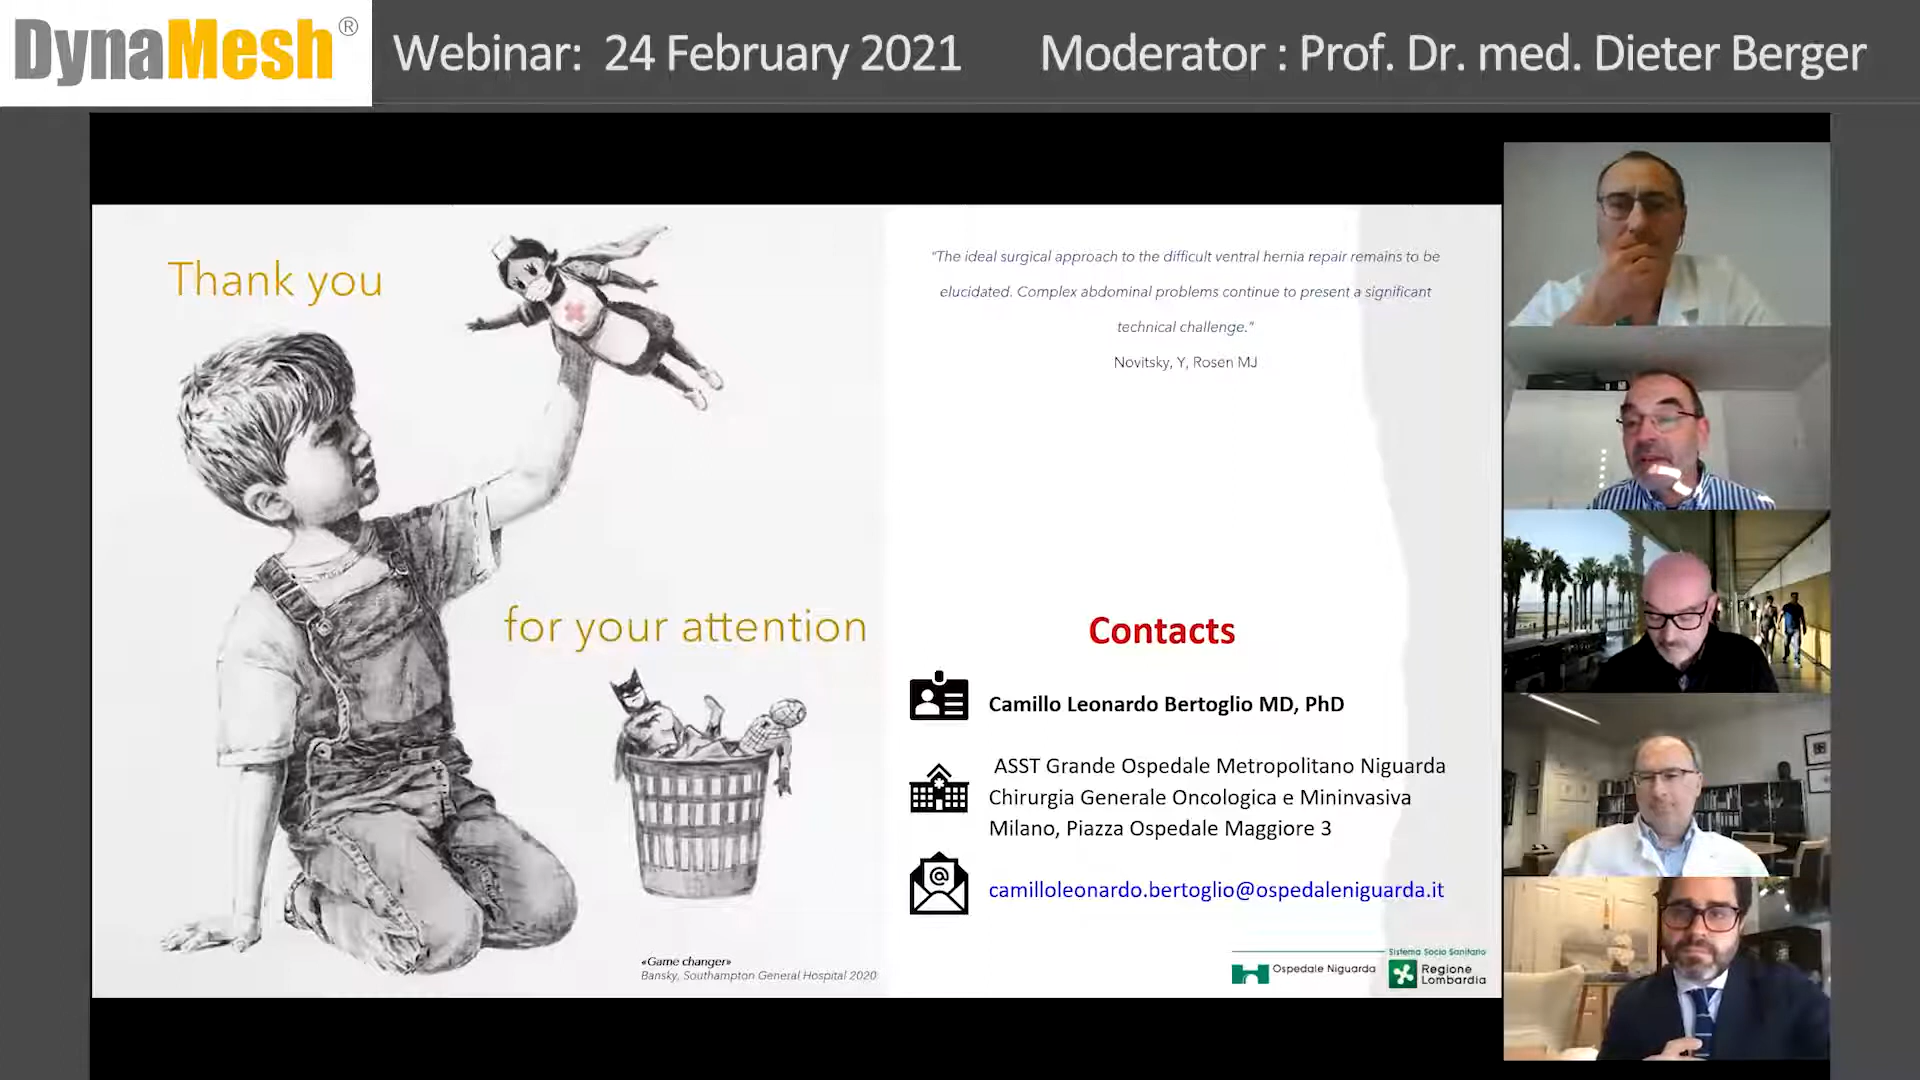 DynaMesh®
Webinar: 24 February 2021
Moderator : Prof. Dr. med. Dieter Berger
Thank you
for your attention
«Game changer»
Bansky, Southampton General Hospital 2020
"The ideal surgical approach to the difficult ventral hernia repair remains to be
elucidated. Complex abdominal problems continue to present a significant
technical challenge."
Novitsky, Y, Rosen MJ
Contacts
Camillo Leonardo Bertoglio MD, PhD
ASST Grande Ospedale Metropolitano Niguarda
Chirurgia Generale Oncologica e Mininvasiva
Milano, Piazza Ospedale Maggiore 3
camilloleonardo.bertoglio@ospedaleniguarda.it
Ospedale Niguarda
Sistema Socio Sanitario
Regione
Lombardia